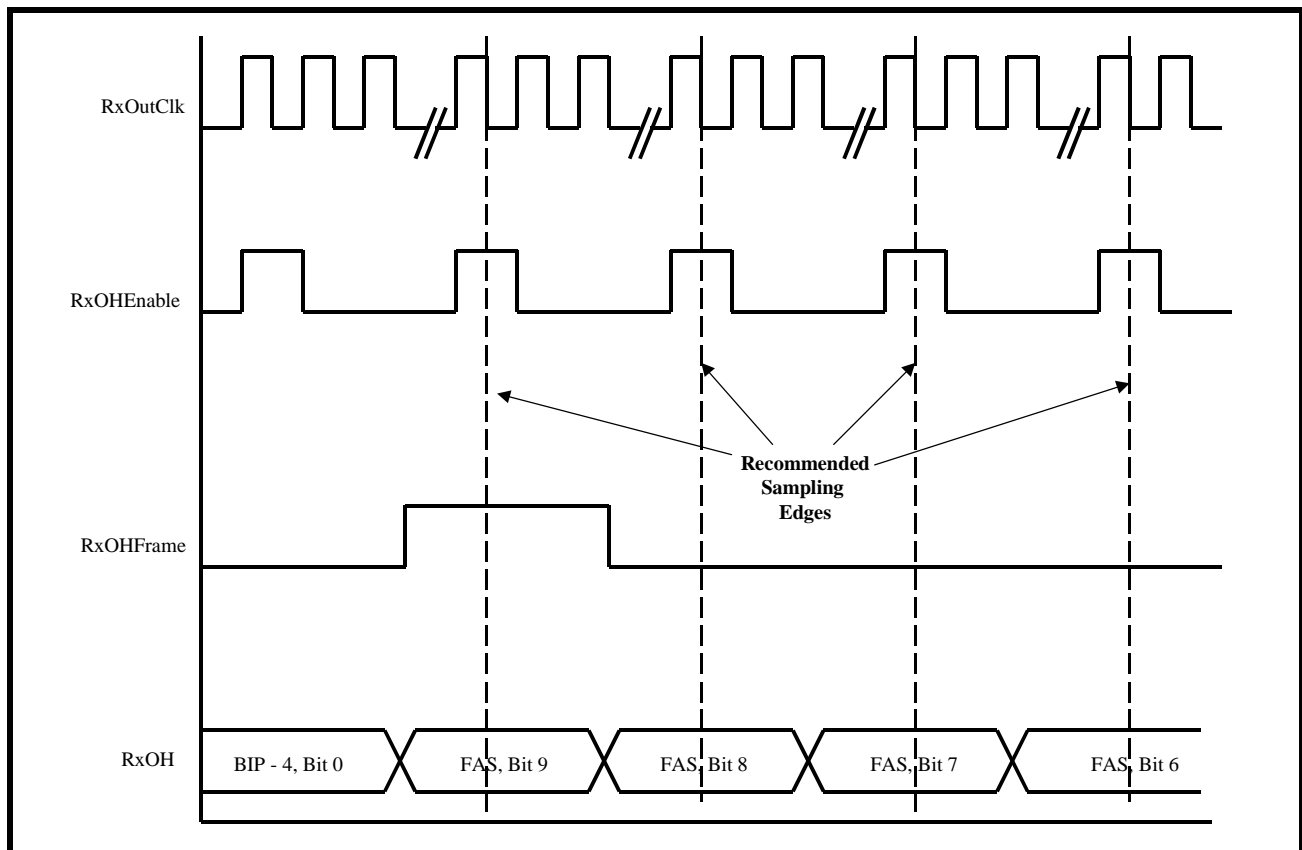 RxOutClk
RxOHEnable
Recommended
Sampling
Edges
RxOHFrame
RxOH
BIP - 4, Bit 0
FAS, Bit 9
FAS, Bit 8
FAS, Bit 7
FAS, Bit 6